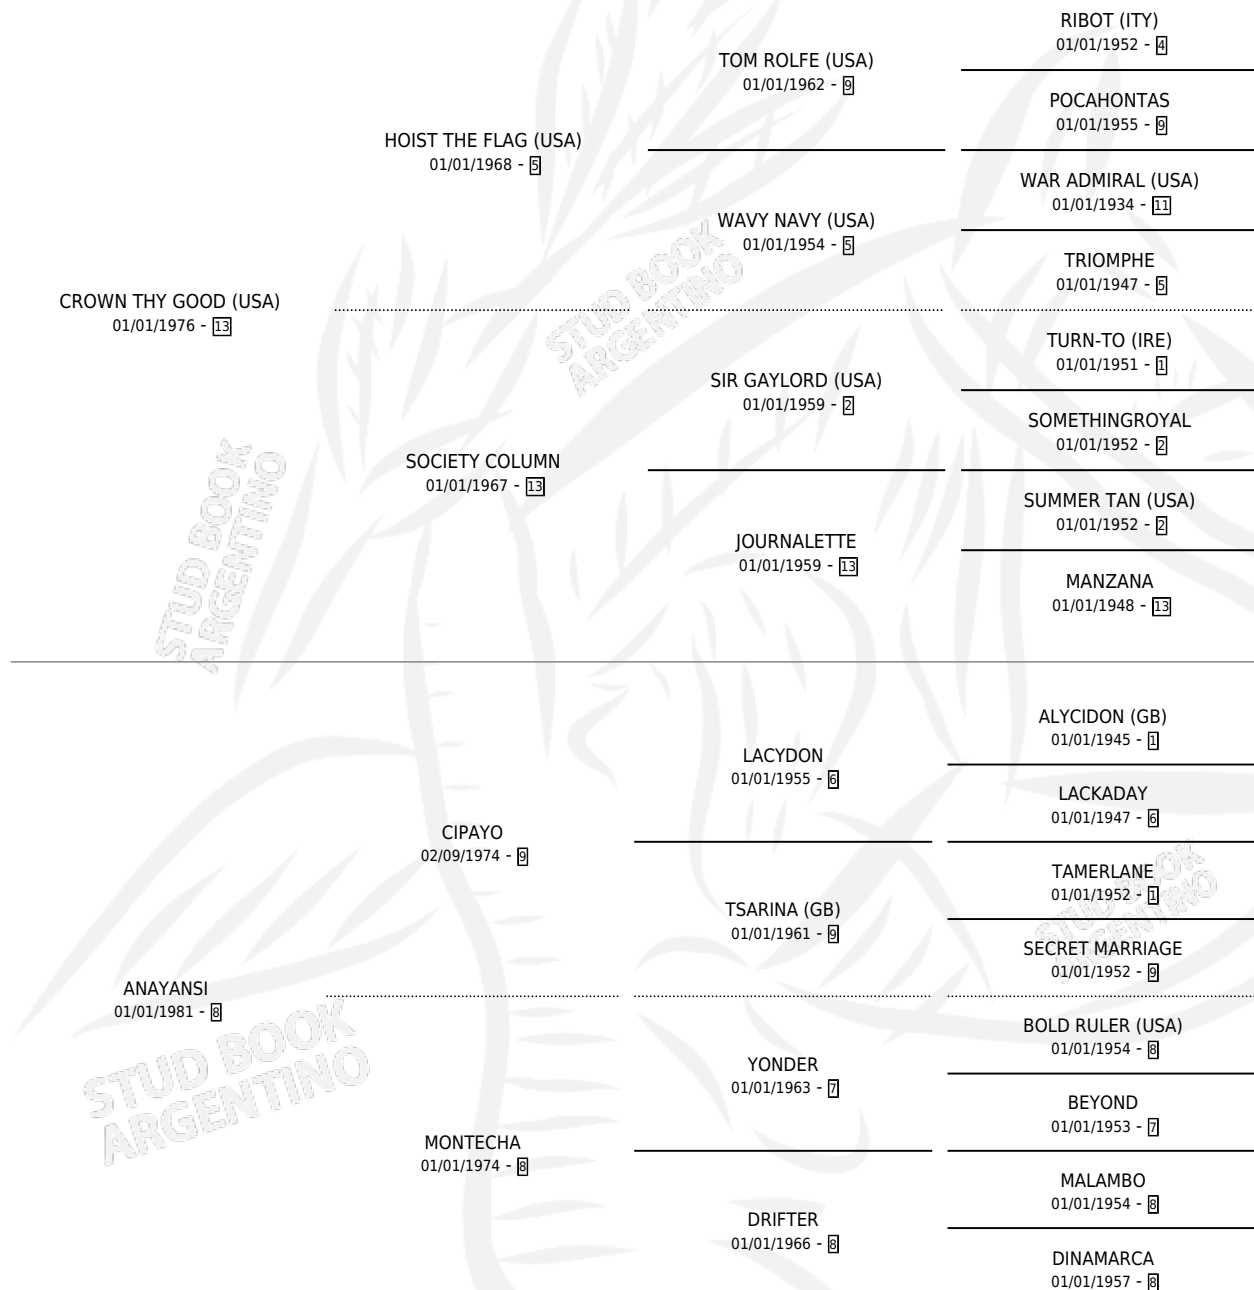 RIBOT (ITY)
01/01/1952 - 4
TOM ROLFE (USA)
01/01/1962 - 9
POCAHONTAS
01/01/1955 - 9
HOIST THE FLAG (USA)
01/01/1968 - 5
WAR ADMIRAL (USA)
01/01/1934 - 11
WAVY NAVY (USA)
01/01/1954 - 5
TRIOMPHE
01/01/1947 - 5
CROWN THY GOOD (USA)
01/01/1976 - 13
STUD BOOK
ARGENTINO
TURN-TO (IRE)
01/01/1951 - 1
SIR GAYLORD (USA)
01/01/1959 - 2
SOMETHINGROYAL
01/01/1952 - 2
SOCIETY COLUMN
01/01/1967 - 13
SUMMER TAN (USA)
01/01/1952 - 2
JOURNALETTE
01/01/1959 - 13
MANZANA
01/01/1948 - 13
STUD BOOK
ARGENTINO
ALYCIDON (GB)
01/01/1945 - 1
LACYDON
01/01/1955 - 6
LACKADAY
01/01/1947 - 6
CIPAYO
02/09/1974 - 9
TAMERLANE
01/01/1952 - 1
TSARINA (GB)
01/01/1961 - 9
SECRET MARRIAGE
01/01/1952 - 9
STUD BOOK
ARGENTINO
ANAYANSI
01/01/1981 - 8
BOLD RULER (USA)
01/01/1954 - 8
YONDER
01/01/1963 - 7
BEYOND
01/01/1953 - 7
STUD BOOK
ARGENTINO
MONTECHA
01/01/1974 - 8
MALAMBO
01/01/1954 - 8
DRIFTER
01/01/1966 - 8
DINAMARCA
01/01/1957 - 8